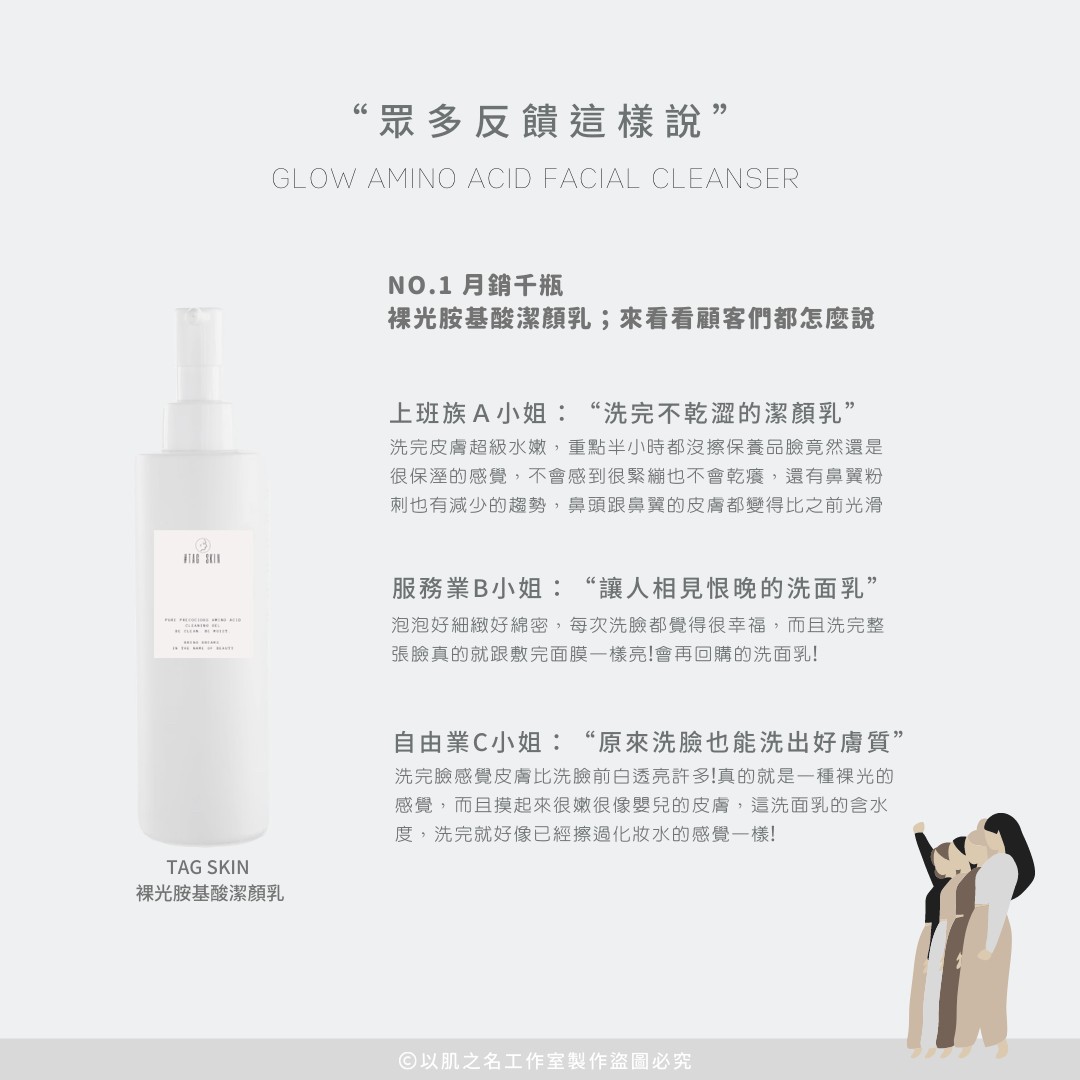 “眾多反饋這樣說”
GLOW AMINO ACID FACIAL CLEANSER
NO.1 月銷千瓶
裸光胺基酸潔顏乳；來看看顧客們都怎麼說
上班族A小姐：“洗完不乾澀的潔顏乳”
洗完皮膚超級水嫩，重點半小時都沒擦保養品臉竟然還是
很保溼的感覺，不會感到很緊繃也不會乾癢，還有鼻翼粉
刺也有減少的趨勢，鼻頭跟鼻翼的皮膚都變得比之前光滑
服務業B小姐：“讓人相見恨晚的洗面乳”
泡泡好細緻好綿密，每次洗臉都覺得很幸福，而且洗完整
張臉真的就跟敷完面膜一樣亮!會再回購的洗面乳!
自由業C小姐：“原來洗臉也能洗出好膚質”
洗完臉感覺皮膚比洗臉前白透亮許多!真的就是一種裸光的
感覺，而且摸起來很嫩很像嬰兒的皮膚，這洗面乳的含水
度，洗完就好像已經擦過化妝水的感覺一樣!
#TAG SKIN
CLEANSING GEL
BE CLEAN. BE MOIST
IN THE NAME OF BEAUTY
TAG SKIN
裸光胺基酸潔顏乳
©以肌之名工作室製作盜圖必究